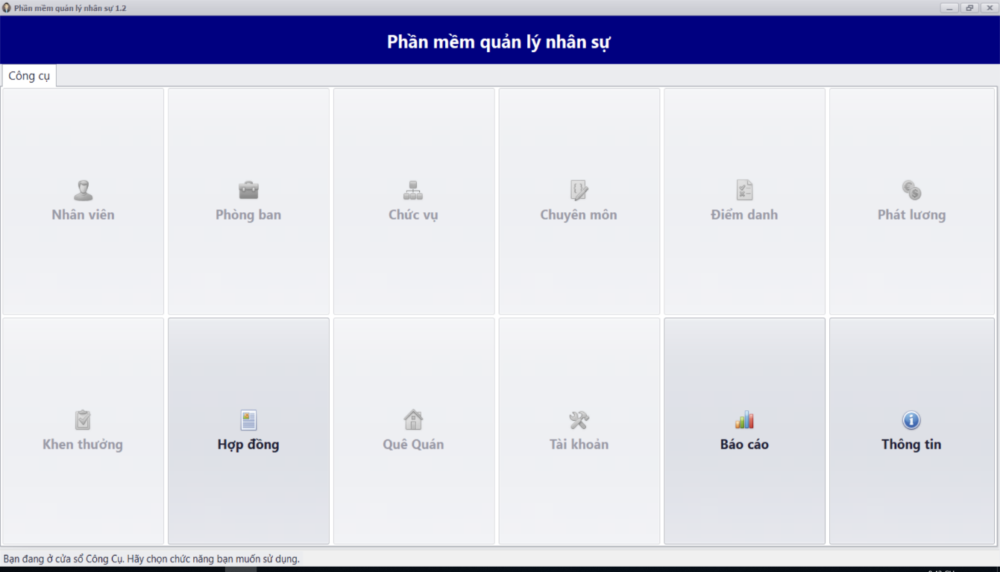 Phần mềm quản lý nhân sự 1.2
Phần mềm quản lý nhân sự
Công cụ
Nhân viên
Phòng ban
Chức vụ
Chuyên môn
Điểm danh
Phát lương
Khen thưởng
Hợp đồng
Quê Quán
Tài khoản
Báo cáo
Thông tin
Bạn đang ở cửa sổ Công Cụ. Hãy chọn chức năng bạn muốn sử dụng.